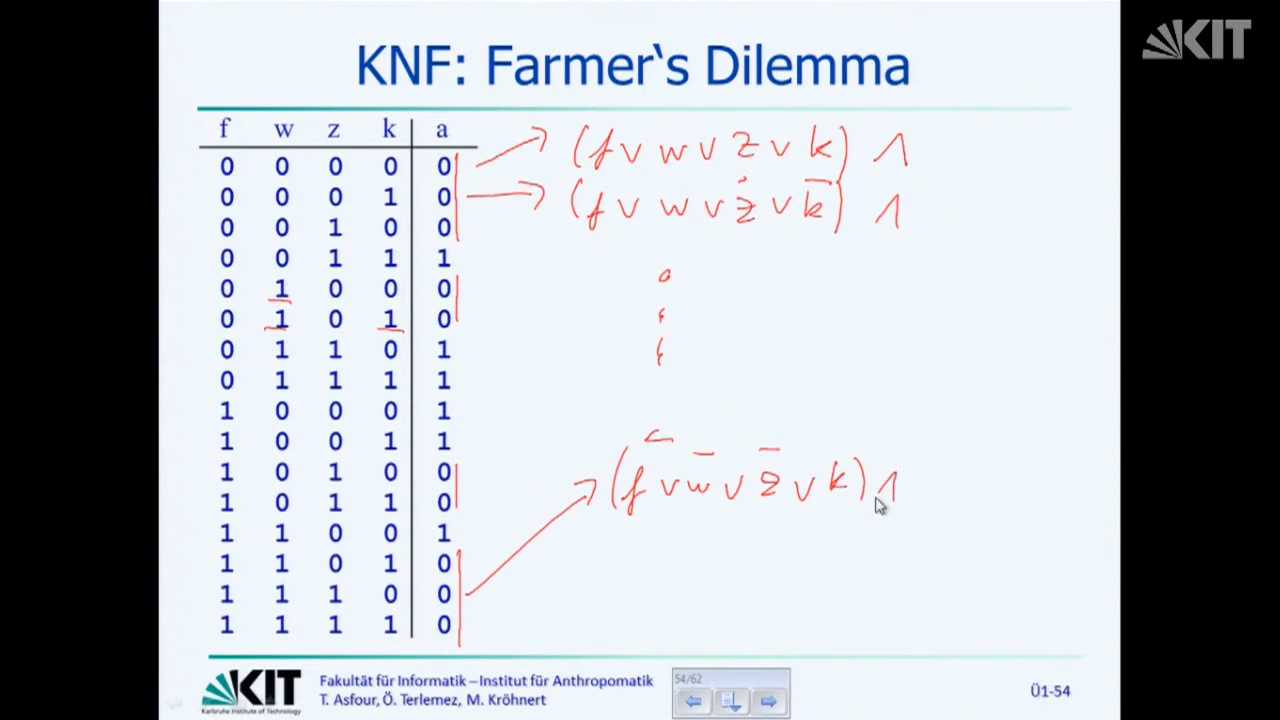 KIT
KNF: Farmer‘s Dilemma
f w z k a
0 0 0 0 0
0 0 0 1 0
0 0 1 0 0
0 0 1 1 1
0 1 0 0 0
0 1 0 1 0
0 1 1 0 1
0 1 1 1 1
1 0 0 0 1
1 0 0 1 1
1 0 1 0 0
1 0 1 1 0
1 1 0 0 1
1 1 0 1 0
1 1 1 0 0
1 1 1 1 0
(f ∨ w ∨ z ∨ k) ∧
(f ∨ w ∨ z ∨ k̅) ∧
(f̅ ∨ w̅ ∨ z̅ ∨ k) ∧
KIT
Karlsruhe Institute of Technology
Fakultät für Informatik – Institut für Anthropomatik
T. Asfour, Ö. Terlemez, M. Kröhnert
54/62
Ü1-54